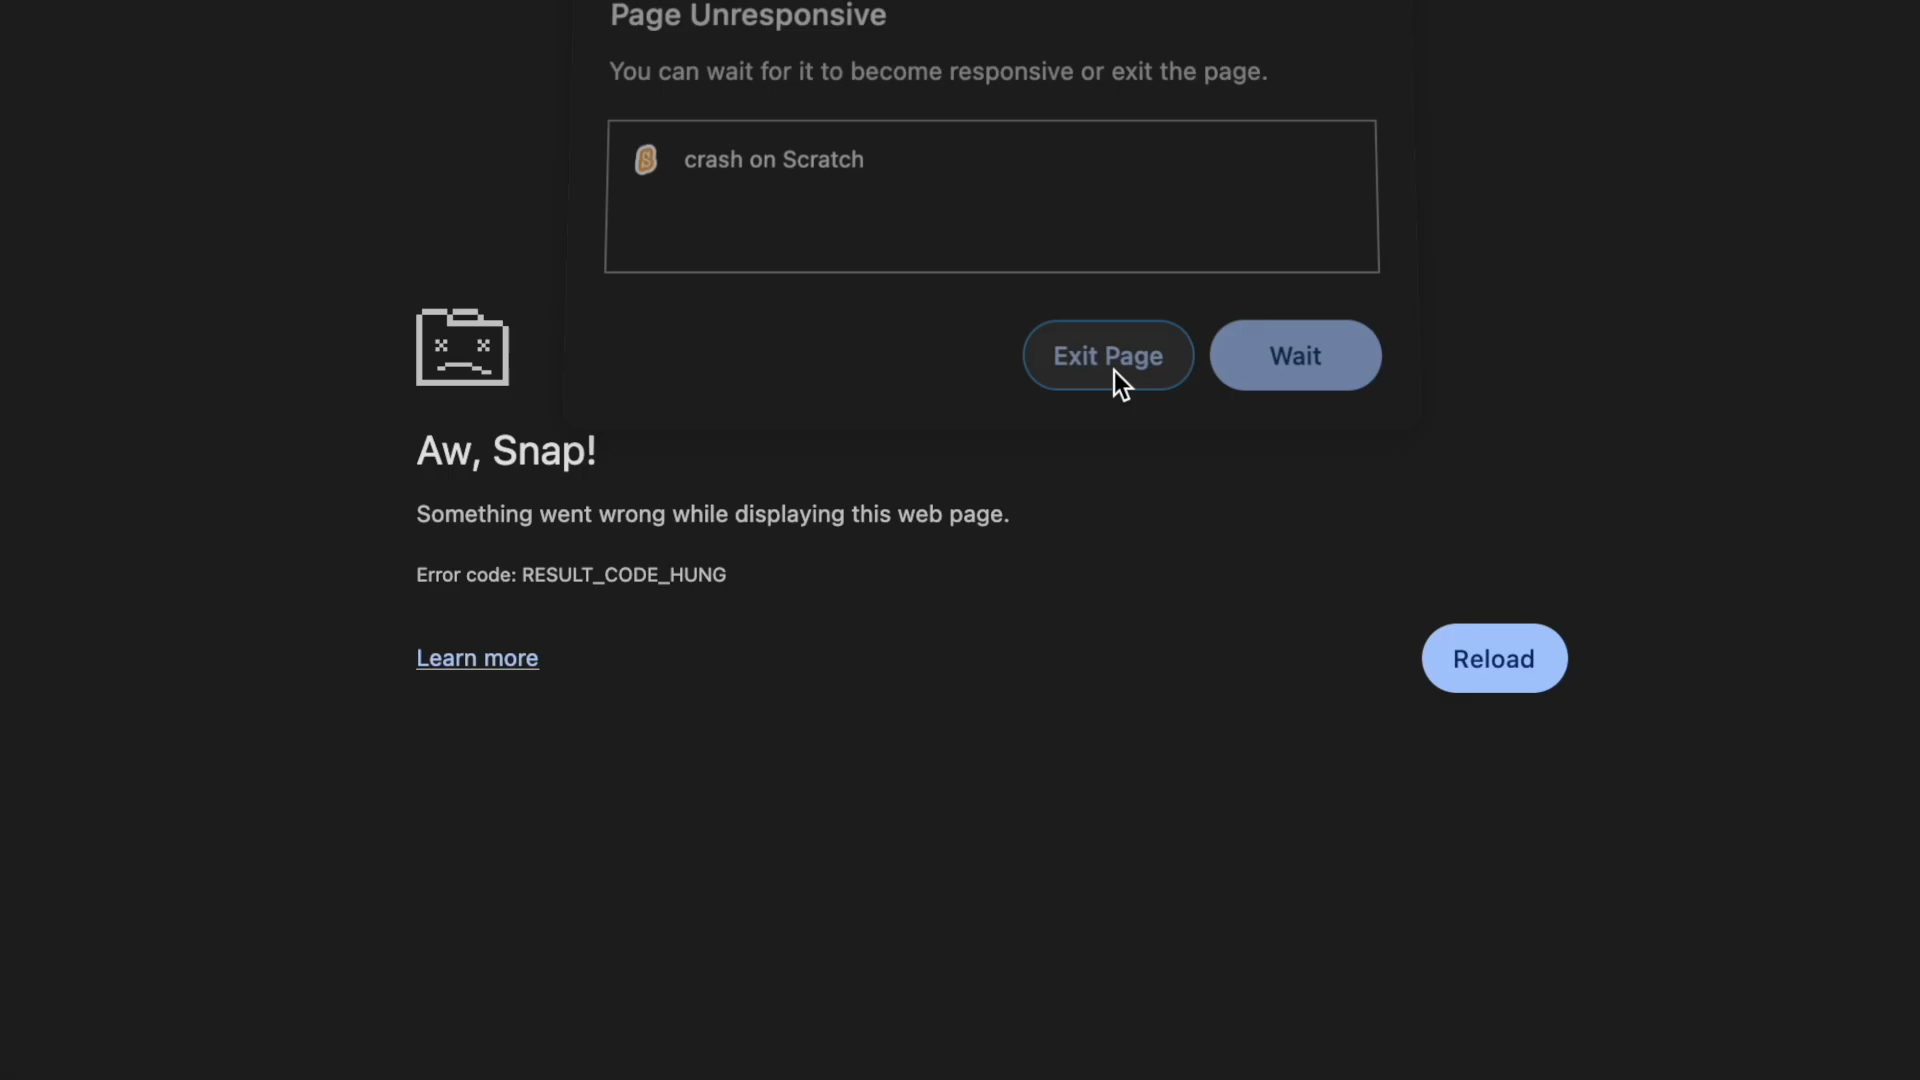 Page Unresponsive
You can wait for it to become responsive or exit the page.
crash on Scratch
Exit Page
Wait
Aw, Snap!
Something went wrong while displaying this web page.
Error code: RESULT_CODE_HUNG
Learn more
Reload